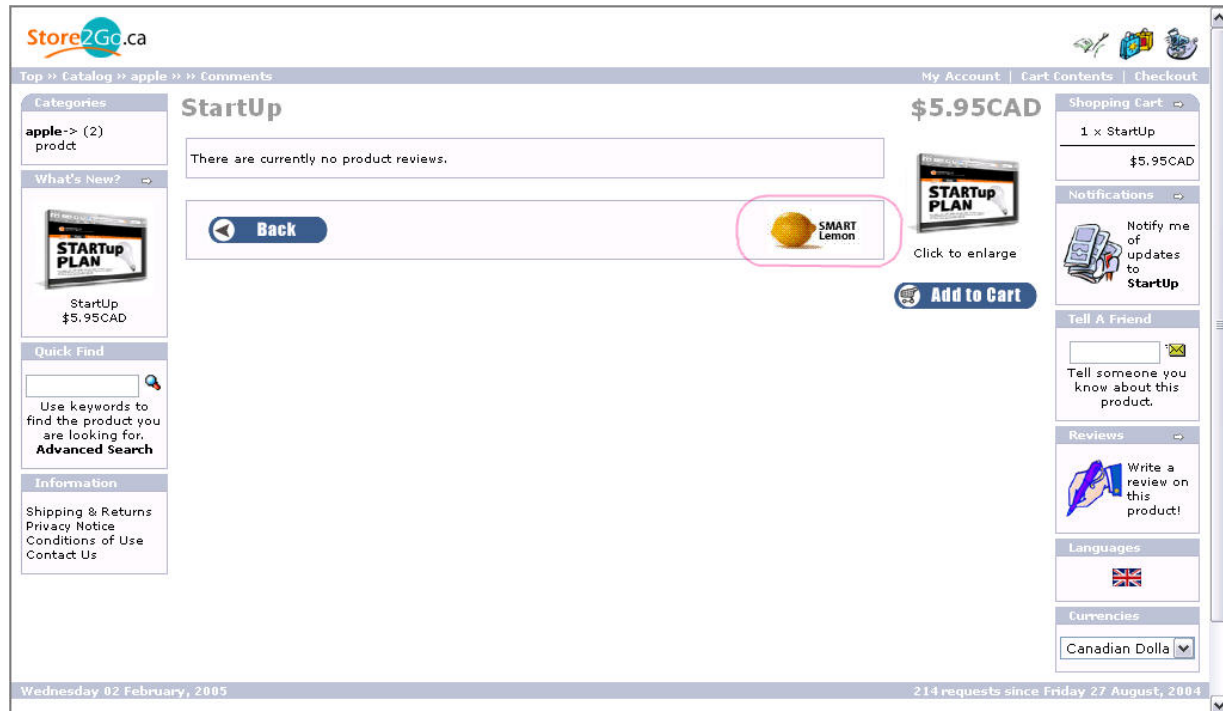 Store2Go.ca
Top »» Catalog »» apple »» »» Comments
My Account | Cart Contents | Checkout
Categories
apple-> (2)
prodct
What's New?
STARTup
PLAN
StartUp
$5.95CAD
Quick Find
Use keywords to
find the product you
are looking for.
Advanced Search
Information
Shipping & Returns
Privacy Notice
Conditions of Use
Contact Us
StartUp
$5.95CAD
There are currently no product reviews.
Back
SMART
Lemon
STARTup
PLAN
Click to enlarge
Add to Cart
Shopping Cart
1 x StartUp
$5.95CAD
Notifications
Notify me
of
updates
to
StartUp
Tell A Friend
Tell someone you
know about this
product.
Reviews
Write a
review on
this
product!
Languages
Currencies
Canadian Dolla
Wednesday 02 February, 2005
214 requests since Friday 27 August, 2004